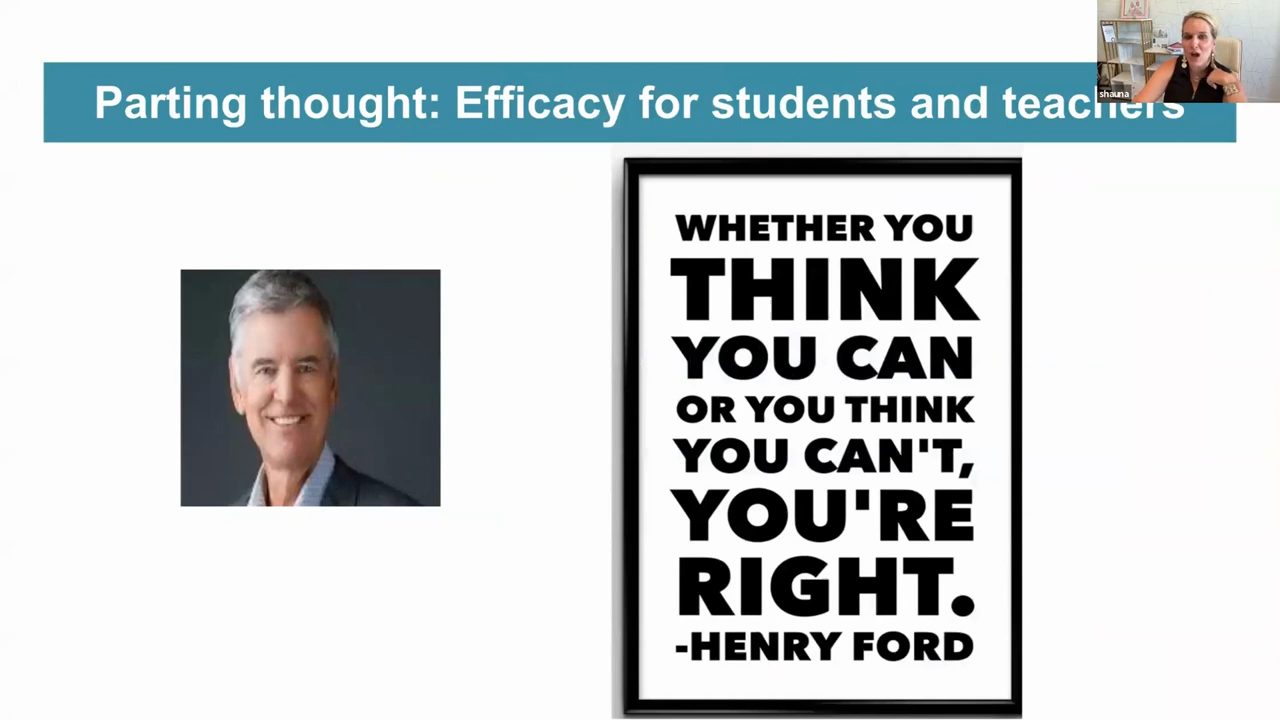 Parting thought: Efficacy for students and teachers
shauna
WHETHER YOU
THINK
YOU CAN
OR YOU THINK
YOU CAN'T,
YOU'RE
RIGHT.
-HENRY FORD